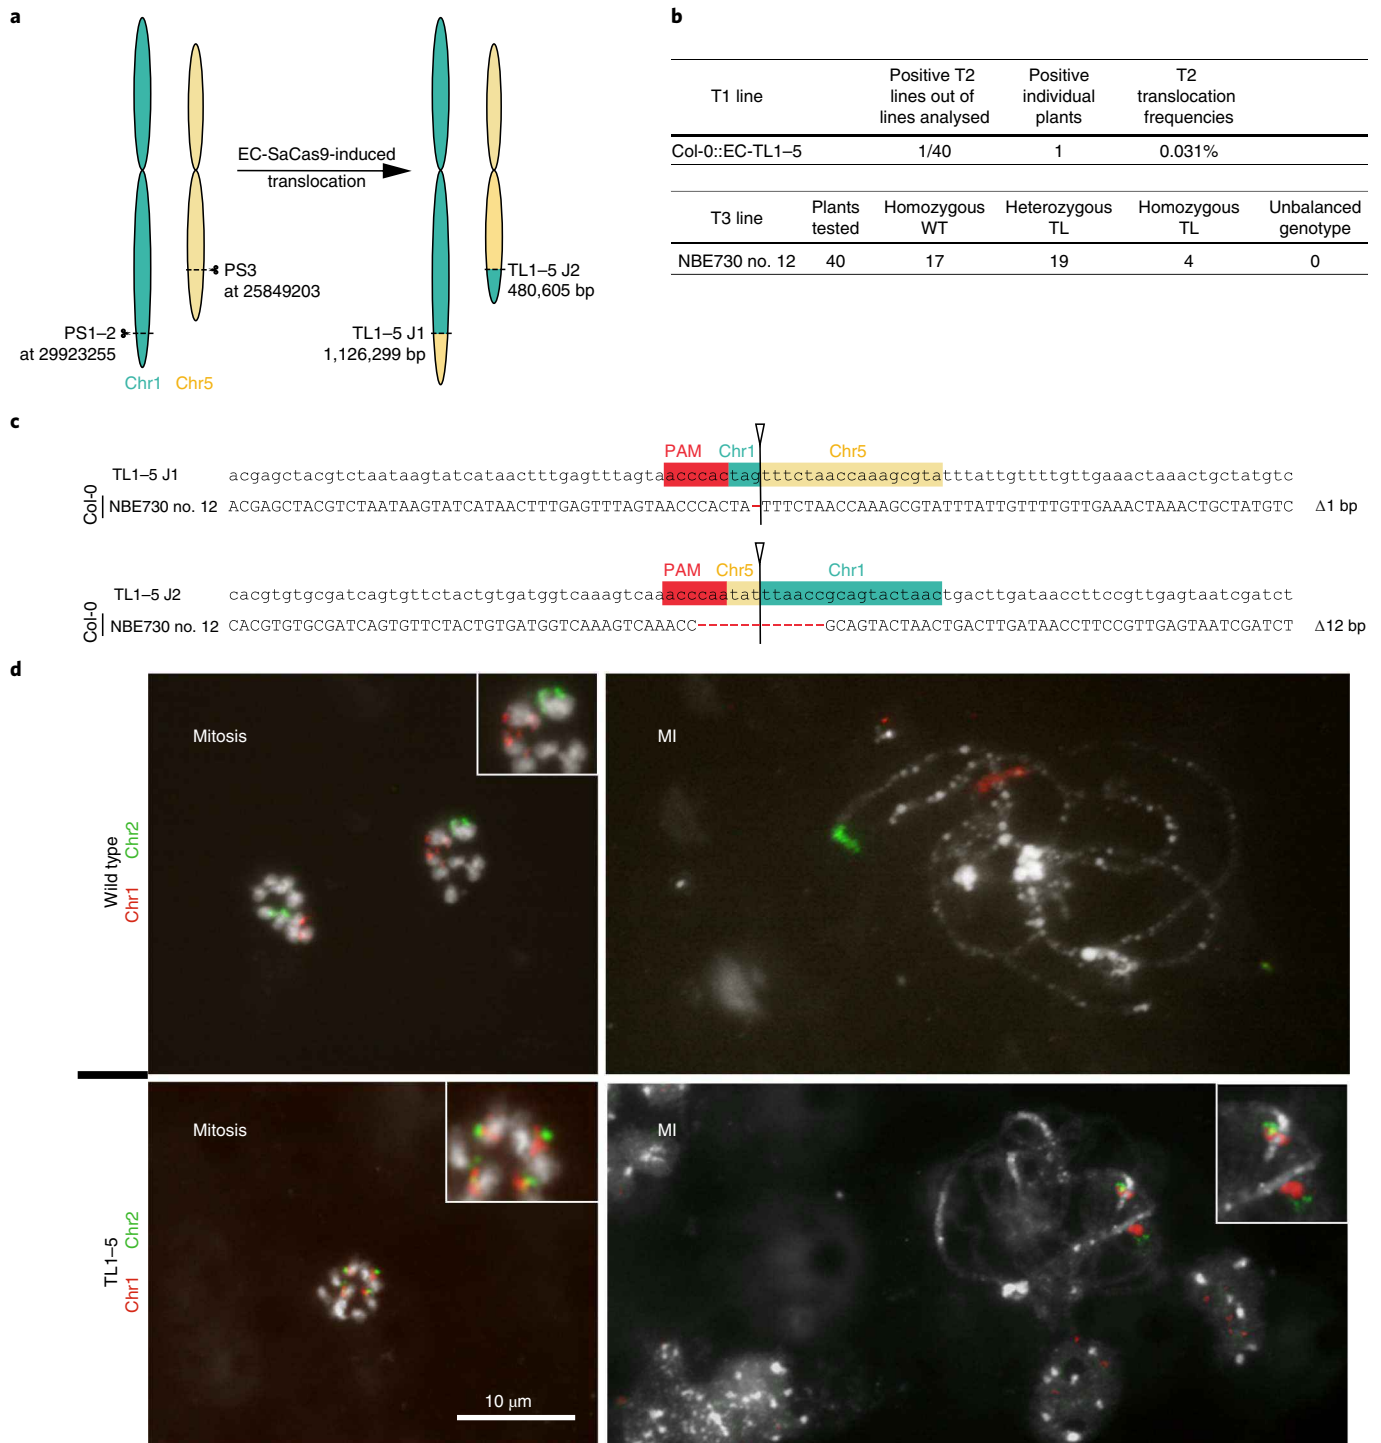 a
EC-SaCas9-induced
translocation
PS3
at 25849203
PS1–2
at 29923255
Chr1 Chr5
TL1–5 J2
480,605 bp
TL1–5 J1
1,126,299 bp
b
T1 line
Positive T2
lines out of
lines analysed
Positive
individual
plants
T2
translocation
frequencies
Col-0::EC-TL1–5 1/40 1 0.031%
T3 line
Plants
tested
Homozygous
WT
Heterozygous
TL
Homozygous
TL
Unbalanced
genotype
NBE730 no. 12 40 17 19 4 0
c
PAM Chr1 Chr5
TL1–5 J1 acgagctacgtctaataagtatcataactttgagtttagtaacccactagtttctaaccaaagcgtatttattgttttgttgaaactaaactgctatgtc
Col-0
NBE730 no. 12 ACGAGCTACGTCTAATAAGTATCATAACTTTGAGTTTAGTAACCCACTA-TTTCTAACCAAAGCGTATTTATTGTTTTGTTGAAACTAAACTGCTATGTC Δ1 bp
PAM Chr5 Chr1
TL1–5 J2 cacgtgtgcgatcagtgttctactgtgatggtcaaagtcaaacccaatatttaaccgcagtactaactgacttgataaccttccgttgagtaatcgatct
Col-0
NBE730 no. 12 CACGTGTGCGATCAGTGTTCTACTGTGATGGTCAAAGTCAAACC------------GCAGTACTAACTGACTTGATAACCTTCCGTTGAGTAATCGATCT Δ12 bp
d
Wild type
Chr1 Chr2
Mitosis
MI
TL1–5
Chr1 Chr2
Mitosis
MI
10 μm